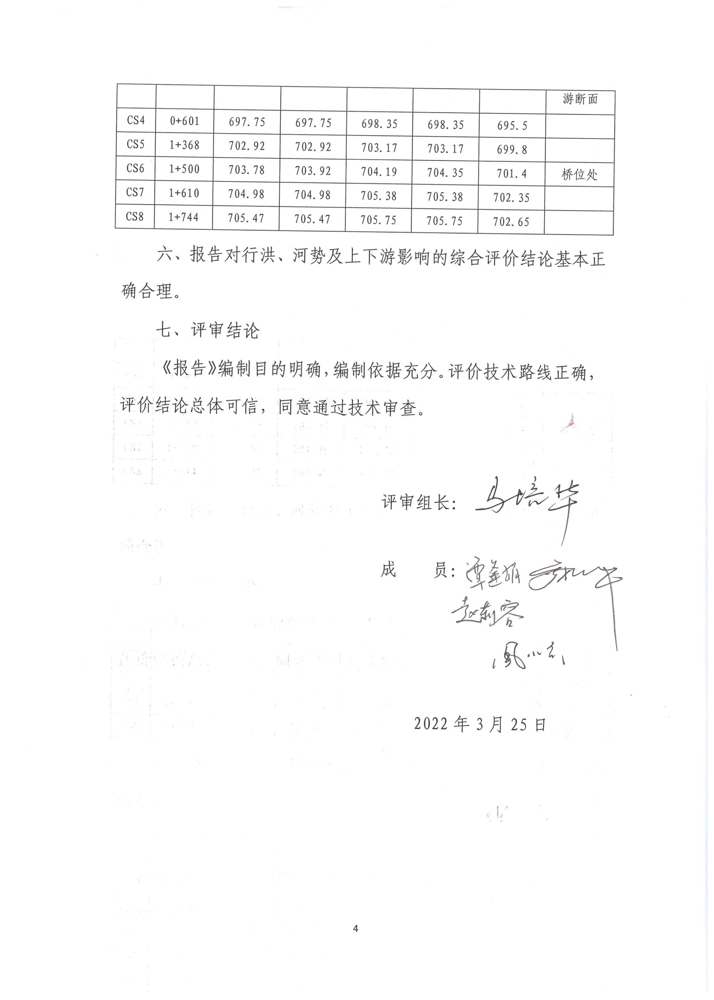 游断面
CS4 0+601 697.75 697.75 698.35 698.35 695.5
CS5 1+368 702.92 702.92 703.17 703.17 699.8
CS6 1+500 703.78 703.92 704.19 704.35 701.4 桥位处
CS7 1+610 704.98 704.98 705.38 705.38 702.35
CS8 1+744 705.47 705.47 705.75 705.75 702.65
六、报告对行洪、河势及上下游影响的综合评价结论基本正
确合理。
七、评审结论
《报告》编制目的明确,编制依据充分。评价技术路线正确,
评价结论总体可信，同意通过技术审查。
评审组长: 马培华
成 员:
2022 年 3 月 25 日
4